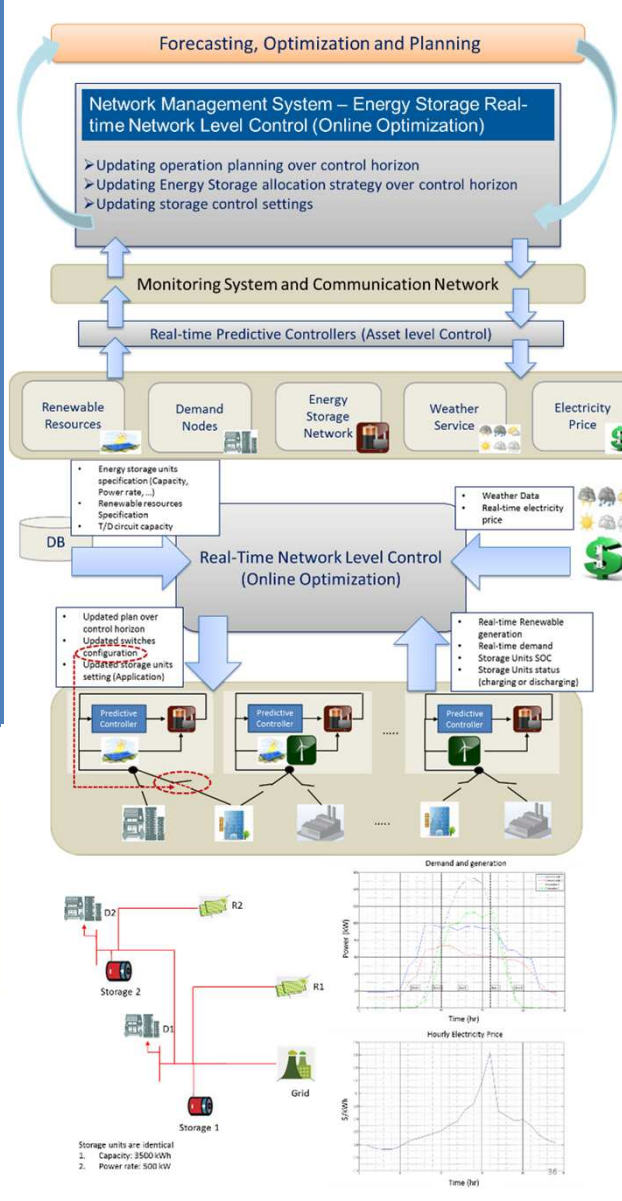 Forecasting, Optimization and Planning
Network Management System – Energy Storage Real-
time Network Level Control (Online Optimization)
➢Updating operation planning over control horizon
➢Updating Energy Storage allocation strategy over control horizon
➢Updating storage control settings
Monitoring System and Communication Network
Real-time Predictive Controllers (Asset level Control)
Renewable
Resources
Demand
Nodes
Energy
Storage
Network
Weather
Service
Electricity
Price
• Energy storage units
specification (Capacity,
Power rate, ...)
• Renewable resources
Specification
• T/D circuit capacity
DB
Real-Time Network Level Control
(Online Optimization)
• Weather Data
• Real-time electricity
price
• Updated plan over
control horizon
• Updated switches
configuration
• Updated storage units
setting (Application)
• Real-time Renewable
generation
• Real-time demand
• Storage Units SOC
• Storage Units status
(charging or discharging)
Predictive
Controller
Predictive
Controller
.....
Predictive
Controller
.....
D2
R2
Storage 2
R1
D1
Grid
Storage 1
Storage units are identical
1. Capacity: 3500 kWh
2. Power rate: 500 kW
Demand and generation
Power (kW)
Time (hr)
Hourly Electricity Price
$/kWh
36
Time (hr)